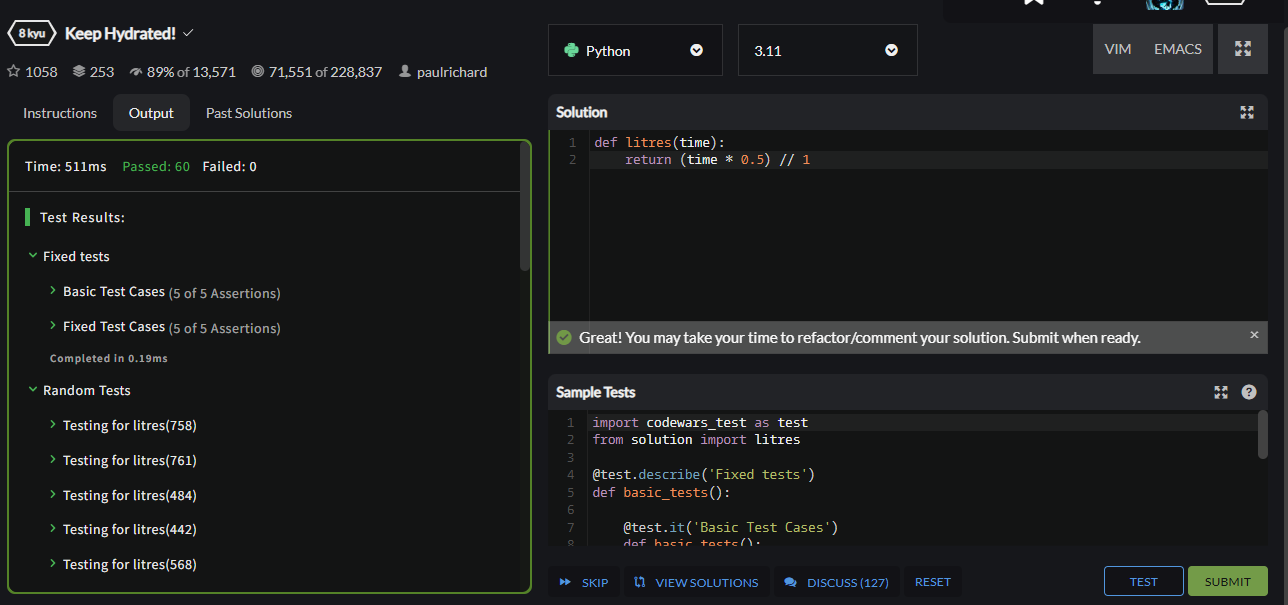 8 kyu Keep Hydrated!
1058 253 89% of 13,571 71,551 of 228,837 paulrichard
Instructions Output Past Solutions
Time: 511ms Passed: 60 Failed: 0
Test Results:
Fixed tests
Basic Test Cases (5 of 5 Assertions)
Fixed Test Cases (5 of 5 Assertions)
Completed in 0.19ms
Random Tests
Testing for litres(758)
Testing for litres(761)
Testing for litres(484)
Testing for litres(442)
Testing for litres(568)
Python 3.11 VIM EMACS
Solution
1 def litres(time):
2 return (time * 0.5) // 1
Great! You may take your time to refactor/comment your solution. Submit when ready. ×
Sample Tests ?
1 import codewars_test as test
2 from solution import litres
3
4 @test.describe('Fixed tests')
5 def basic_tests():
6
7 @test.it('Basic Test Cases')
8 def basic_tests():
SKIP VIEW SOLUTIONS DISCUSS (127) RESET TEST SUBMIT